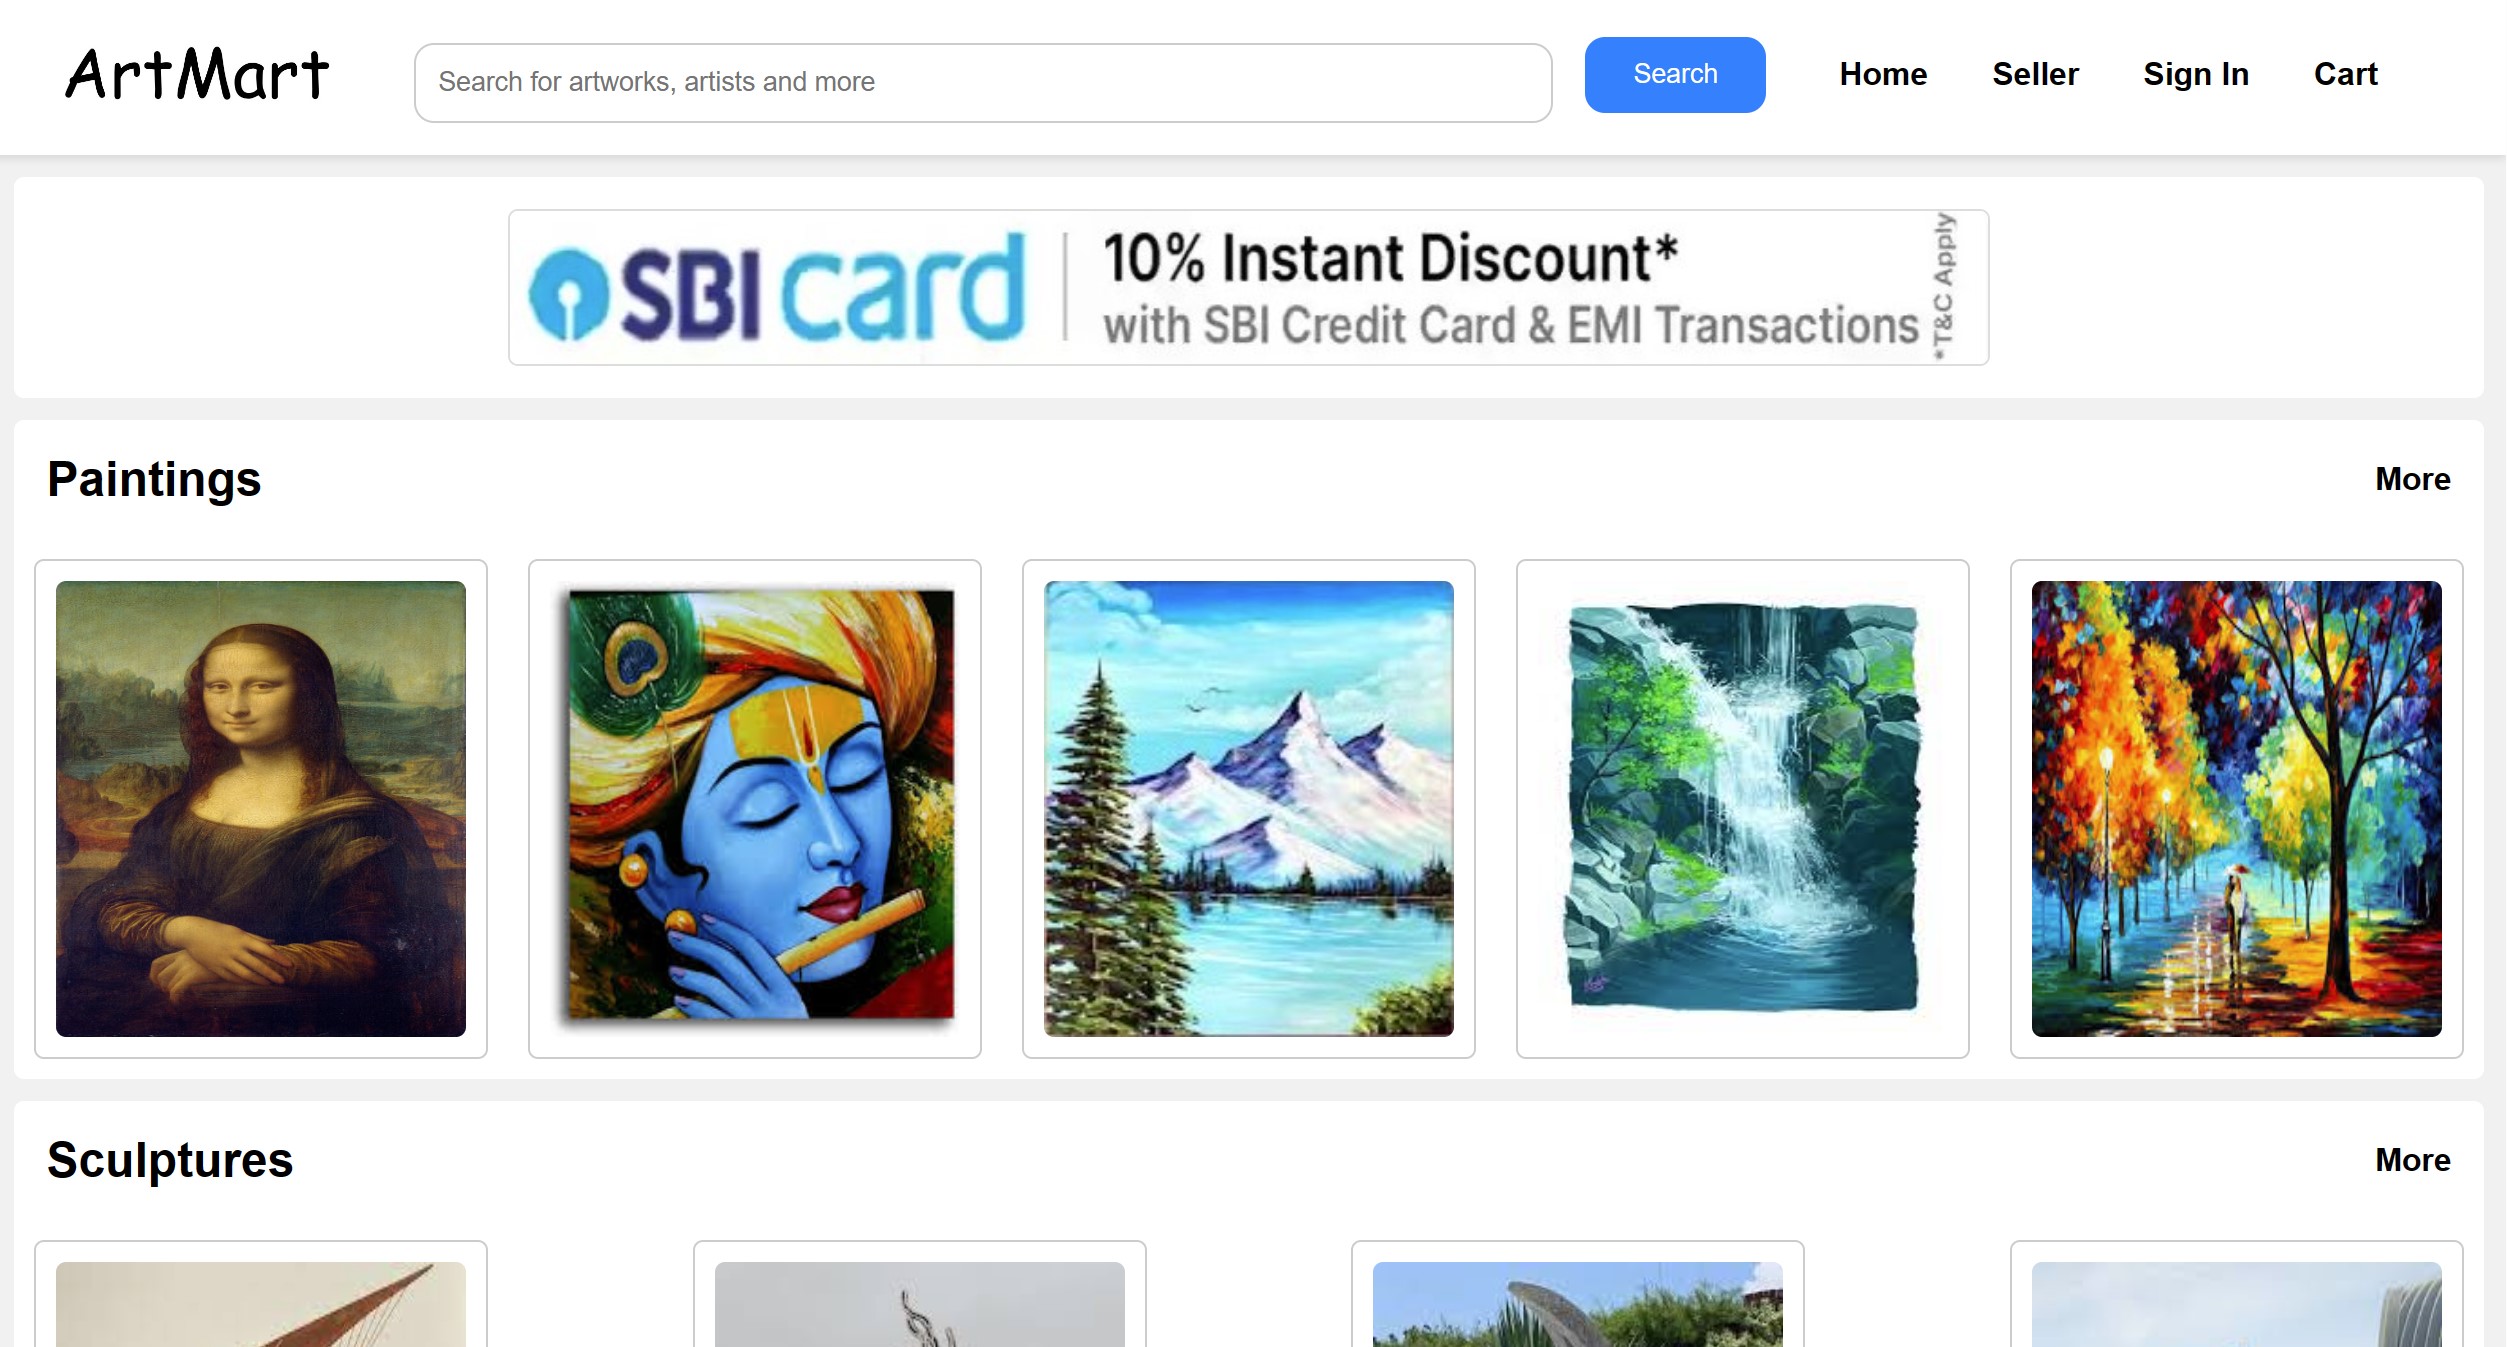 ArtMart
Search for artworks, artists and more
Search
Home
Seller
Sign In
Cart
SBI card
10% Instant Discount*
with SBI Credit Card & EMI Transactions
*T&C Apply
Paintings
More
Sculptures
More